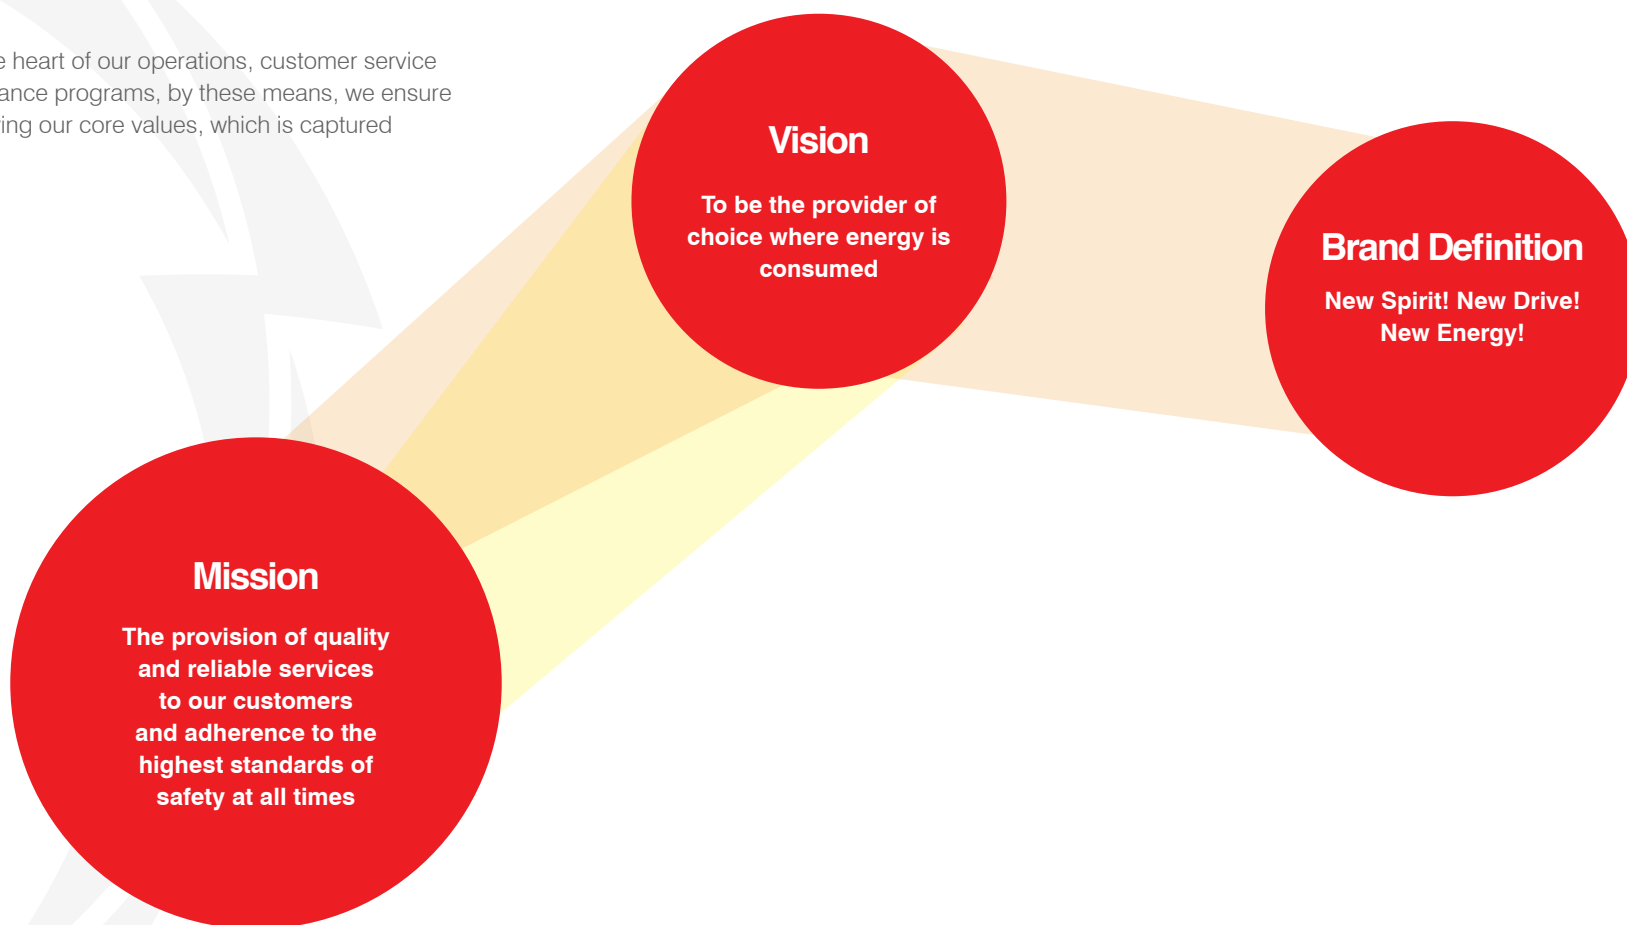 heart of our operations, customer service
programs, by these means, we ensure
our core values, which is captured
Vision
To be the provider of
choice where energy is
consumed
Brand Definition
New Spirit! New Drive!
New Energy!
Mission
The provision of quality
and reliable services
to our customers
and adherence to the
highest standards of
safety at all times